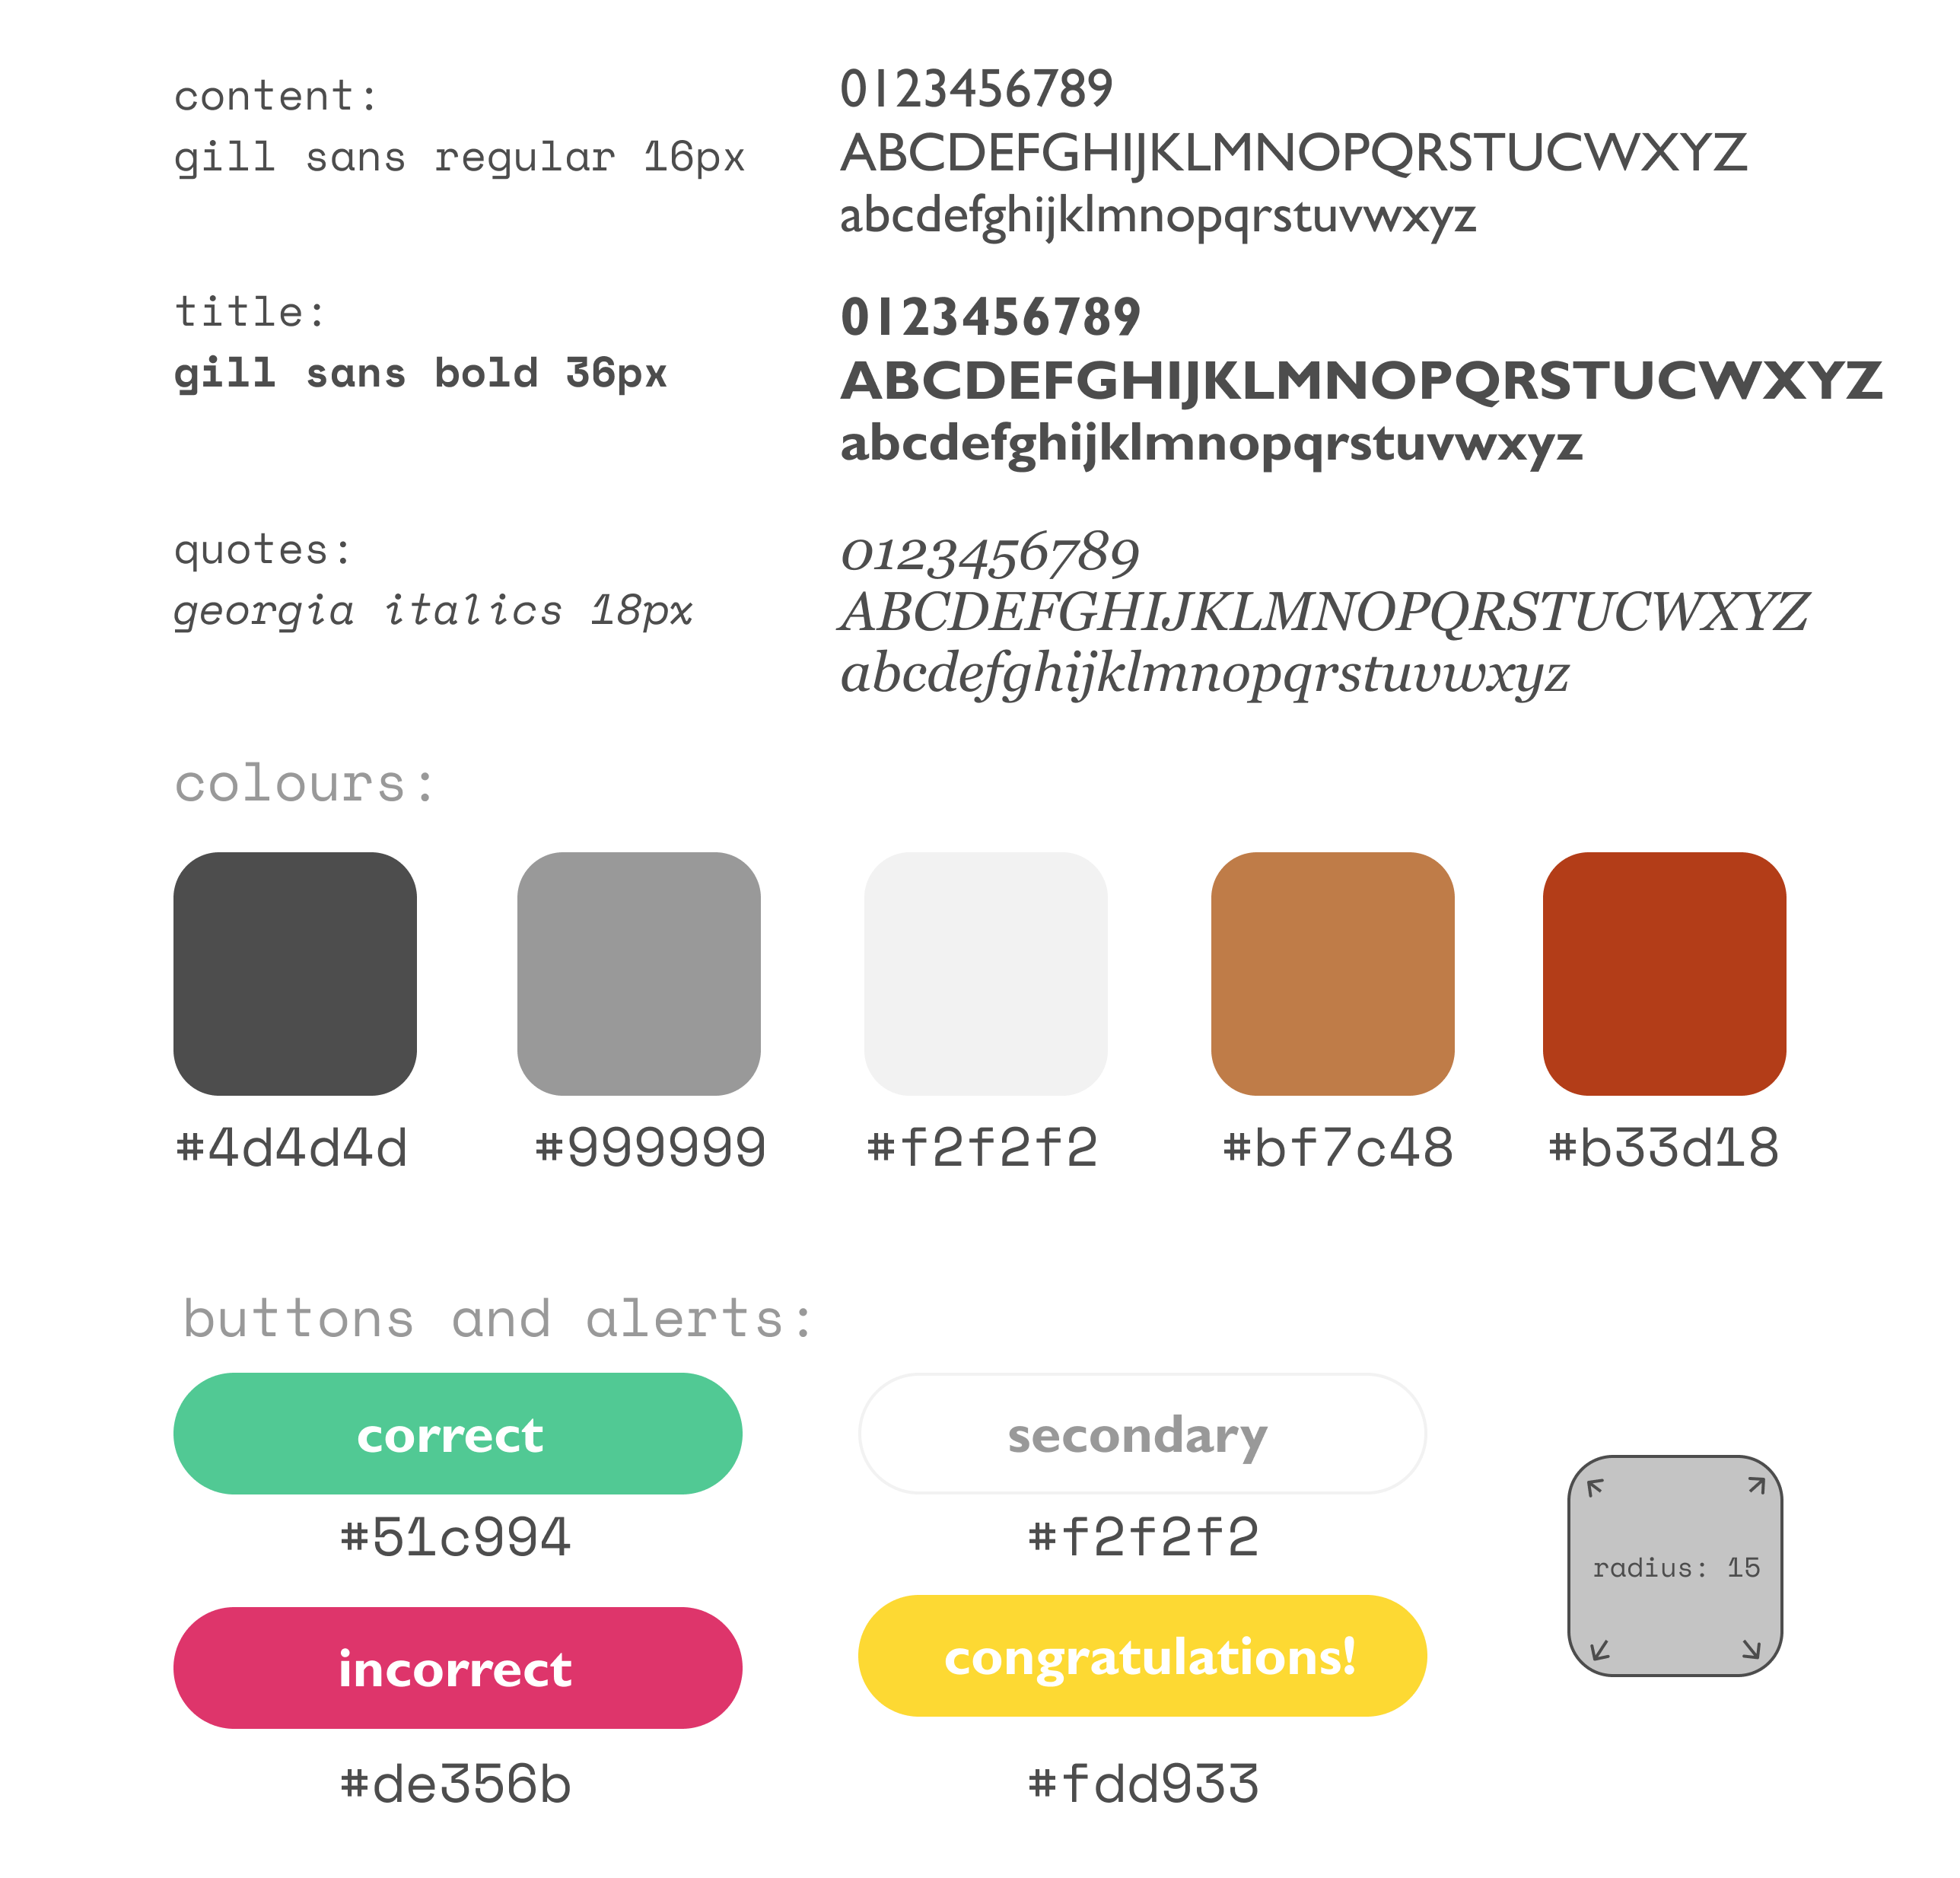 content:
gill sans regular 16px
0123456789
ABCDEFGHIJKLMNOPQRSTUCWXYZ
abcdefghijklmnopqrstuvwxyz
title:
gill sans bold 36px
0123456789
ABCDEFGHIJKLMNOPQRSTUCWXYZ
abcdefghijklmnopqrstuvwxyz
quotes:
georgia italics 18px
0123456789
ABCDEFGHIJKLMNOPQRSTUCWXYZ
abcdefghijklmnopqrstuvwxyz
colours:
#4d4d4d
#999999
#f2f2f2
#bf7c48
#b33d18
buttons and alerts:
correct
secondary
#51c994
#f2f2f2
radius: 15
incorrect
congratulations!
#de356b
#fdd933